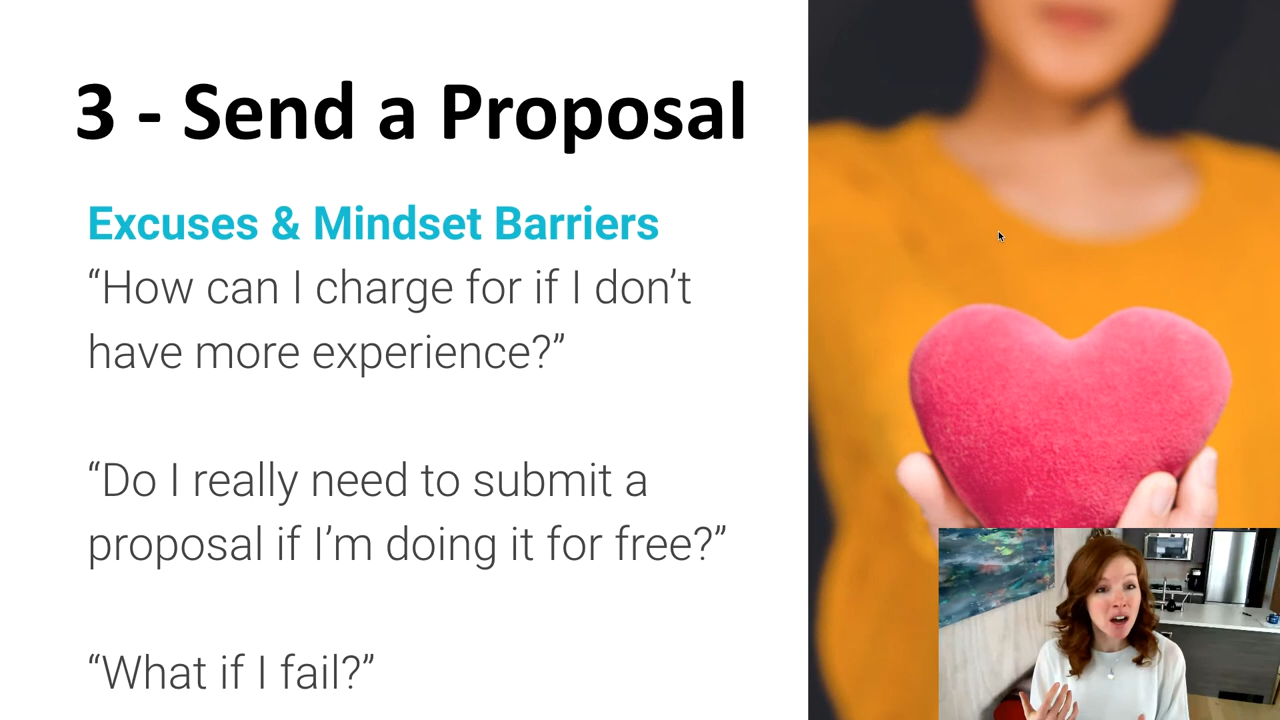 3 - Send a Proposal
Excuses & Mindset Barriers
“How can I charge for if I don’t
have more experience?”
“Do I really need to submit a
proposal if I’m doing it for free?”
“What if I fail?”